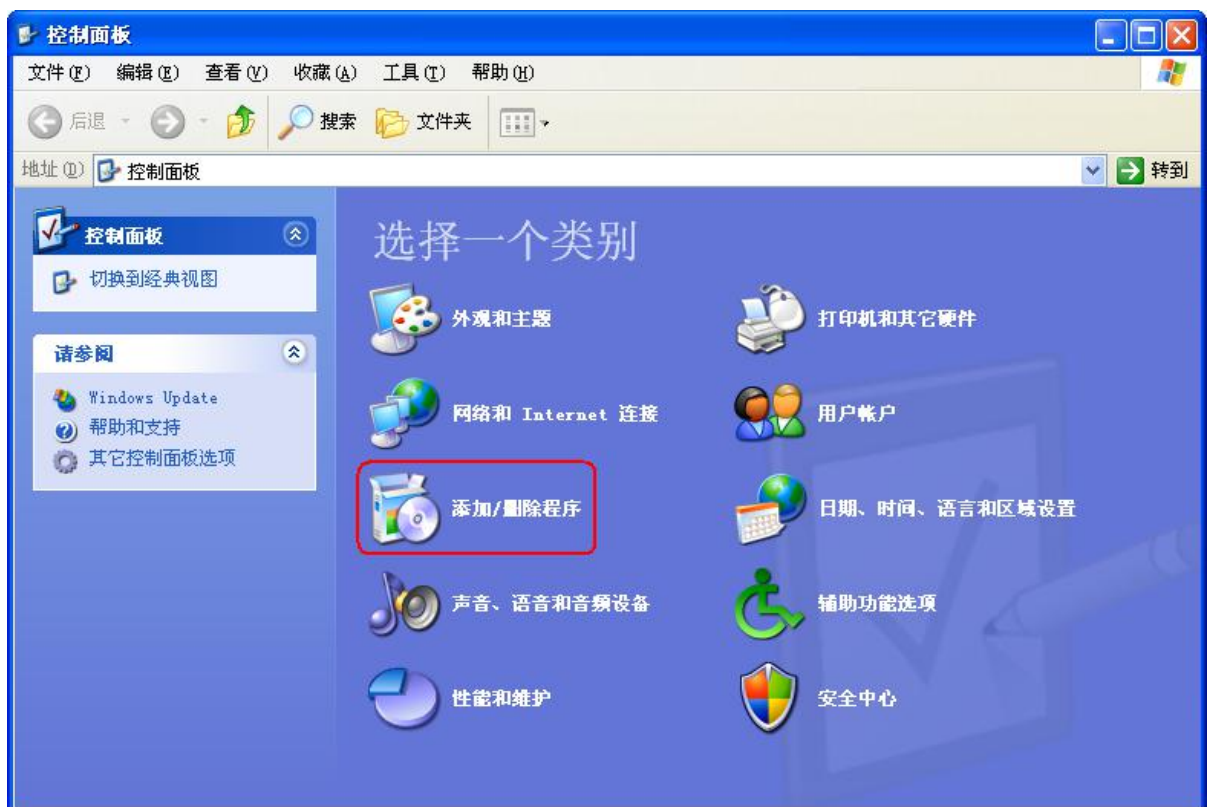 控制面板
文件(F) 编辑(E) 查看(V) 收藏(A) 工具(T) 帮助(H)
后退 搜索 文件夹
地址(D) 控制面板 转到
控制面板
切换到经典视图
请参阅
Windows Update
帮助和支持
其它控制面板选项
选择一个类别
外观和主题
打印机和其它硬件
网络和 Internet 连接
用户帐户
添加/删除程序
日期、时间、语言和区域设置
声音、语音和音频设备
辅助功能选项
性能和维护
安全中心